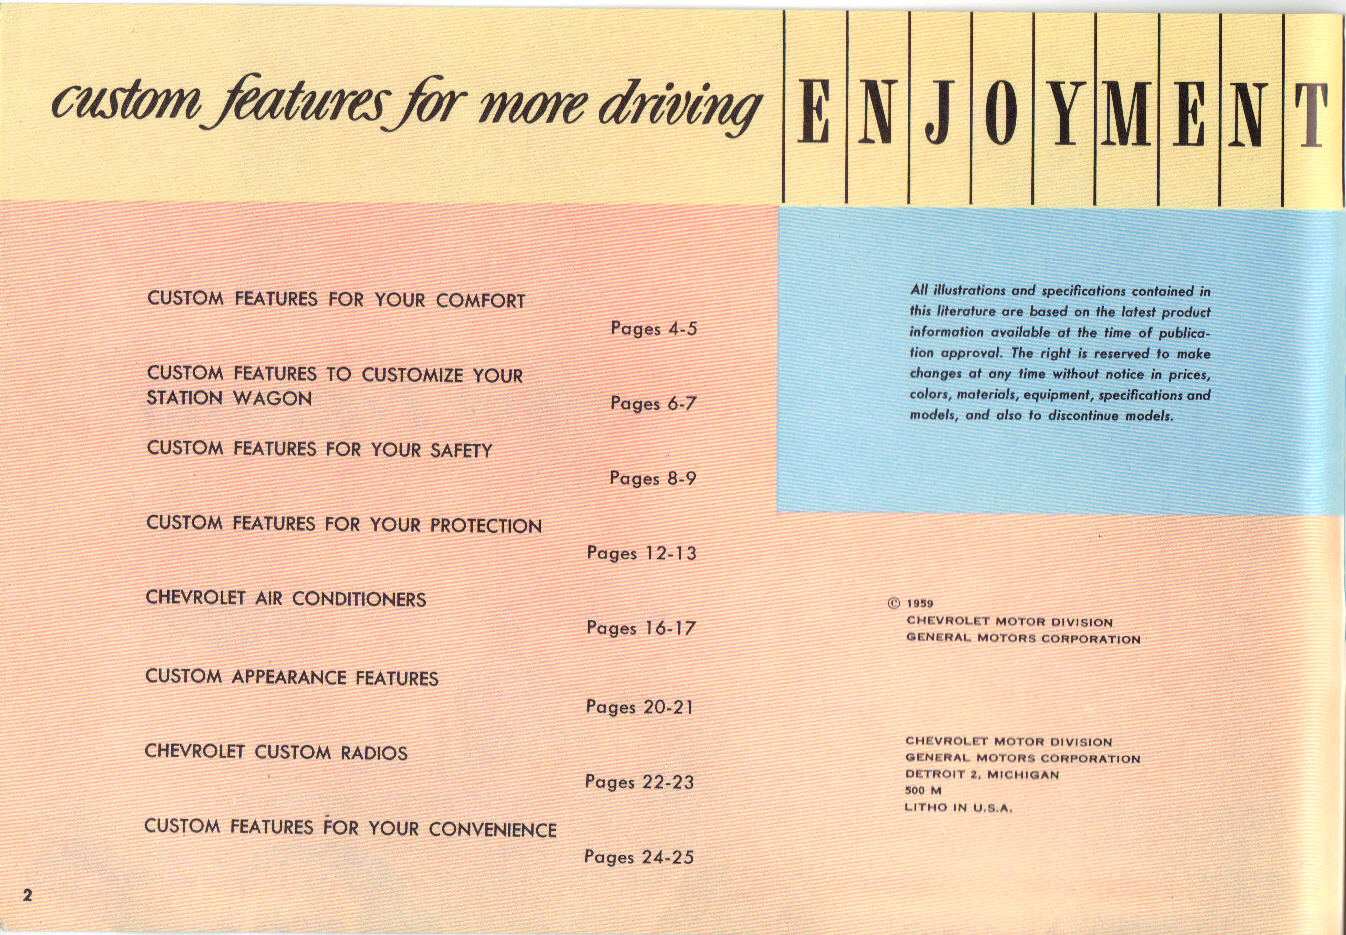 custom features for more driving ENJOYMENT
CUSTOM FEATURES FOR YOUR COMFORT
Pages 4-5
CUSTOM FEATURES TO CUSTOMIZE YOUR
STATION WAGON
Pages 6-7
CUSTOM FEATURES FOR YOUR SAFETY
Pages 8-9
CUSTOM FEATURES FOR YOUR PROTECTION
Pages 12-13
CHEVROLET AIR CONDITIONERS
Pages 16-17
CUSTOM APPEARANCE FEATURES
Pages 20-21
CHEVROLET CUSTOM RADIOS
Pages 22-23
CUSTOM FEATURES FOR YOUR CONVENIENCE
Pages 24-25
2
All illustrations and specifications contained in
this literature are based on the latest product
information available at the time of publica-
tion approval. The right is reserved to make
changes at any time without notice in prices,
colors, materials, equipment, specifications and
models, and also to discontinue models.
© 1959
CHEVROLET MOTOR DIVISION
GENERAL MOTORS CORPORATION
CHEVROLET MOTOR DIVISION
GENERAL MOTORS CORPORATION
DETROIT 2, MICHIGAN
500 M
LITHO IN U.S.A.